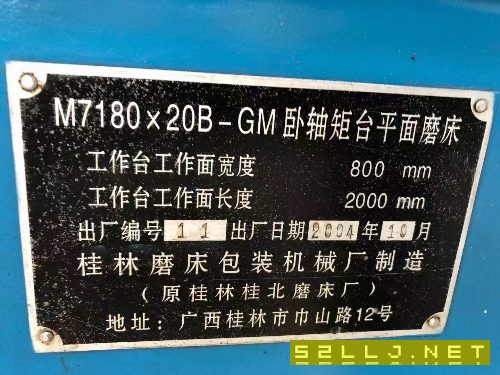 M7180×20B-GM卧轴矩台平面磨床
工作台工作面宽度 800 mm
工作台工作面长度 2000 mm
出厂编号 11 出厂日期 2004 年 10 月
桂林磨床包装机械厂制造
(原桂林桂北磨床厂)
地址:广西桂林市巾山路12号
52LLJ.NET